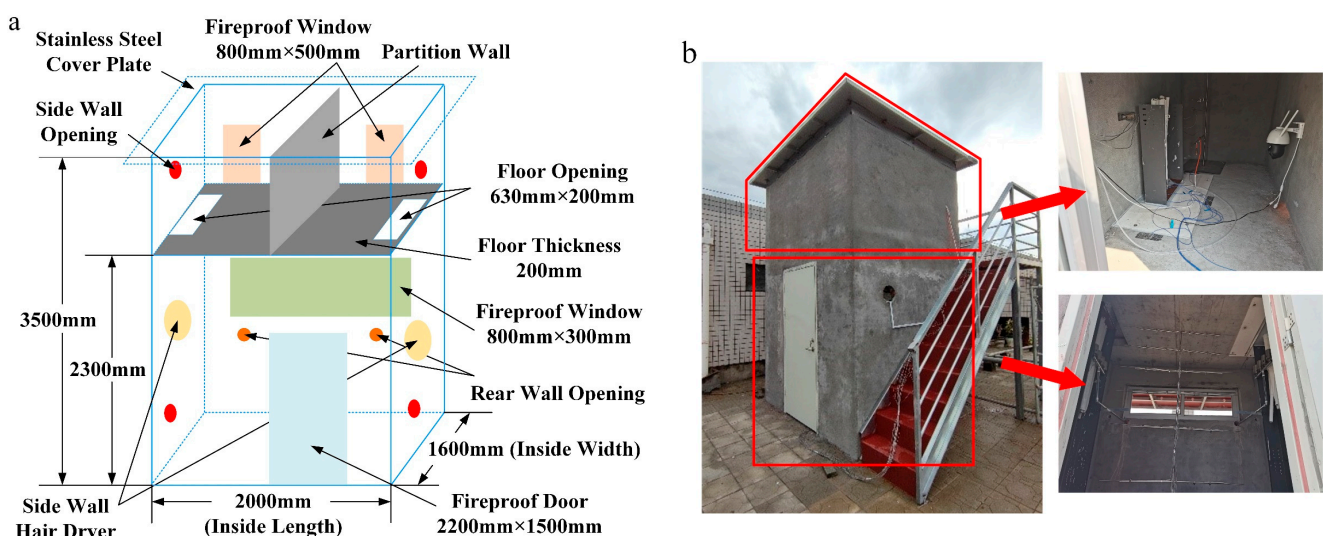 a
Fireproof Window
800mm×500mm
Partition Wall
Stainless Steel
Cover Plate
Side Wall
Opening
Floor Opening
630mm×200mm
Floor Thickness
200mm
3500mm
2300mm
Fireproof Window
800mm×300mm
Rear Wall Opening
1600mm (Inside Width)
2000mm
(Inside Length)
Side Wall
Hair Dryer
Fireproof Door
2200mm×1500mm
b